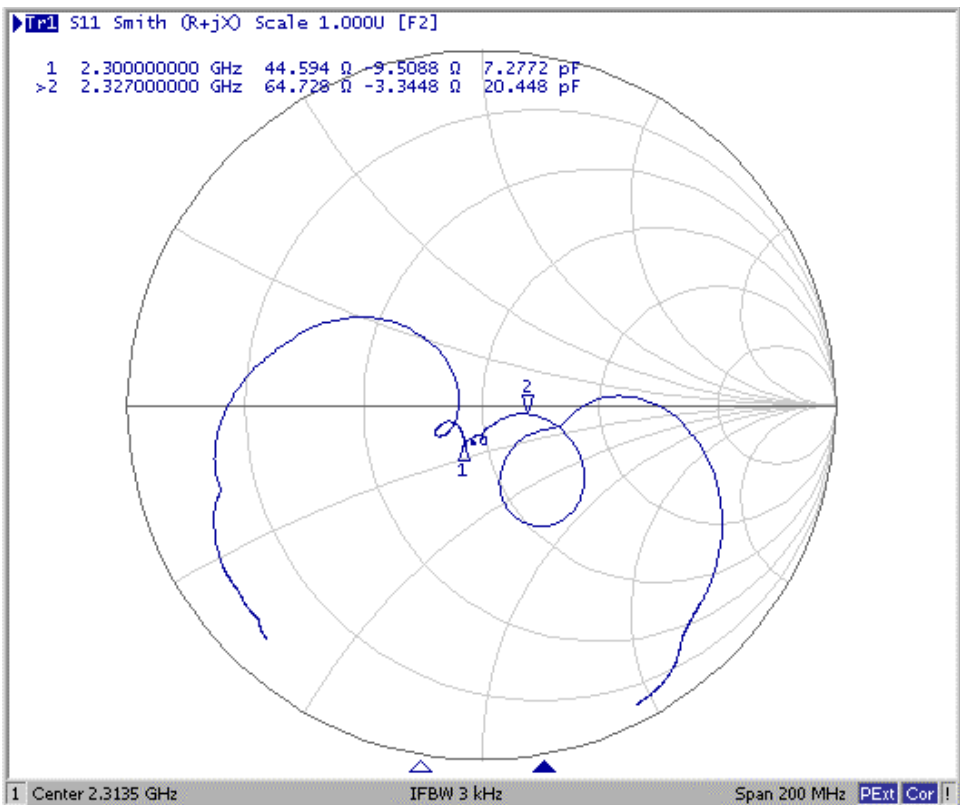 Tr1 S11 Smith (R+jX) Scale 1.000U [F2]
1 2.300000000 GHz 44.594 Ω -9.5088 Ω 7.2772 pF
>2 2.327000000 GHz 64.728 Ω -3.3448 Ω 20.448 pF
2
1
1 Center 2.3135 GHz IFBW 3 kHz Span 200 MHz PExt Cor !